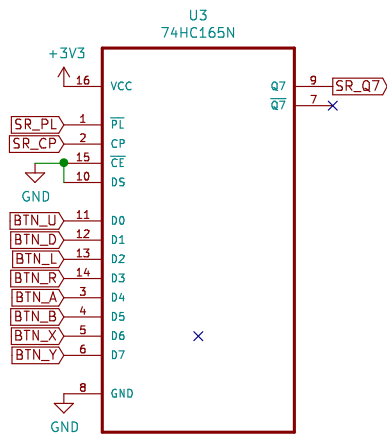 U3
74HC165N
+3V3
16 VCC
Q7 9 SR_Q7
Q7 7
SR_PL 1 PL
SR_CP 2 CP
15 CE
10 DS
GND
BTN_U 11 D0
BTN_D 12 D1
BTN_L 13 D2
BTN_R 14 D3
BTN_A 3 D4
BTN_B 4 D5
BTN_X 5 D6
BTN_Y 6 D7
8 GND
GND